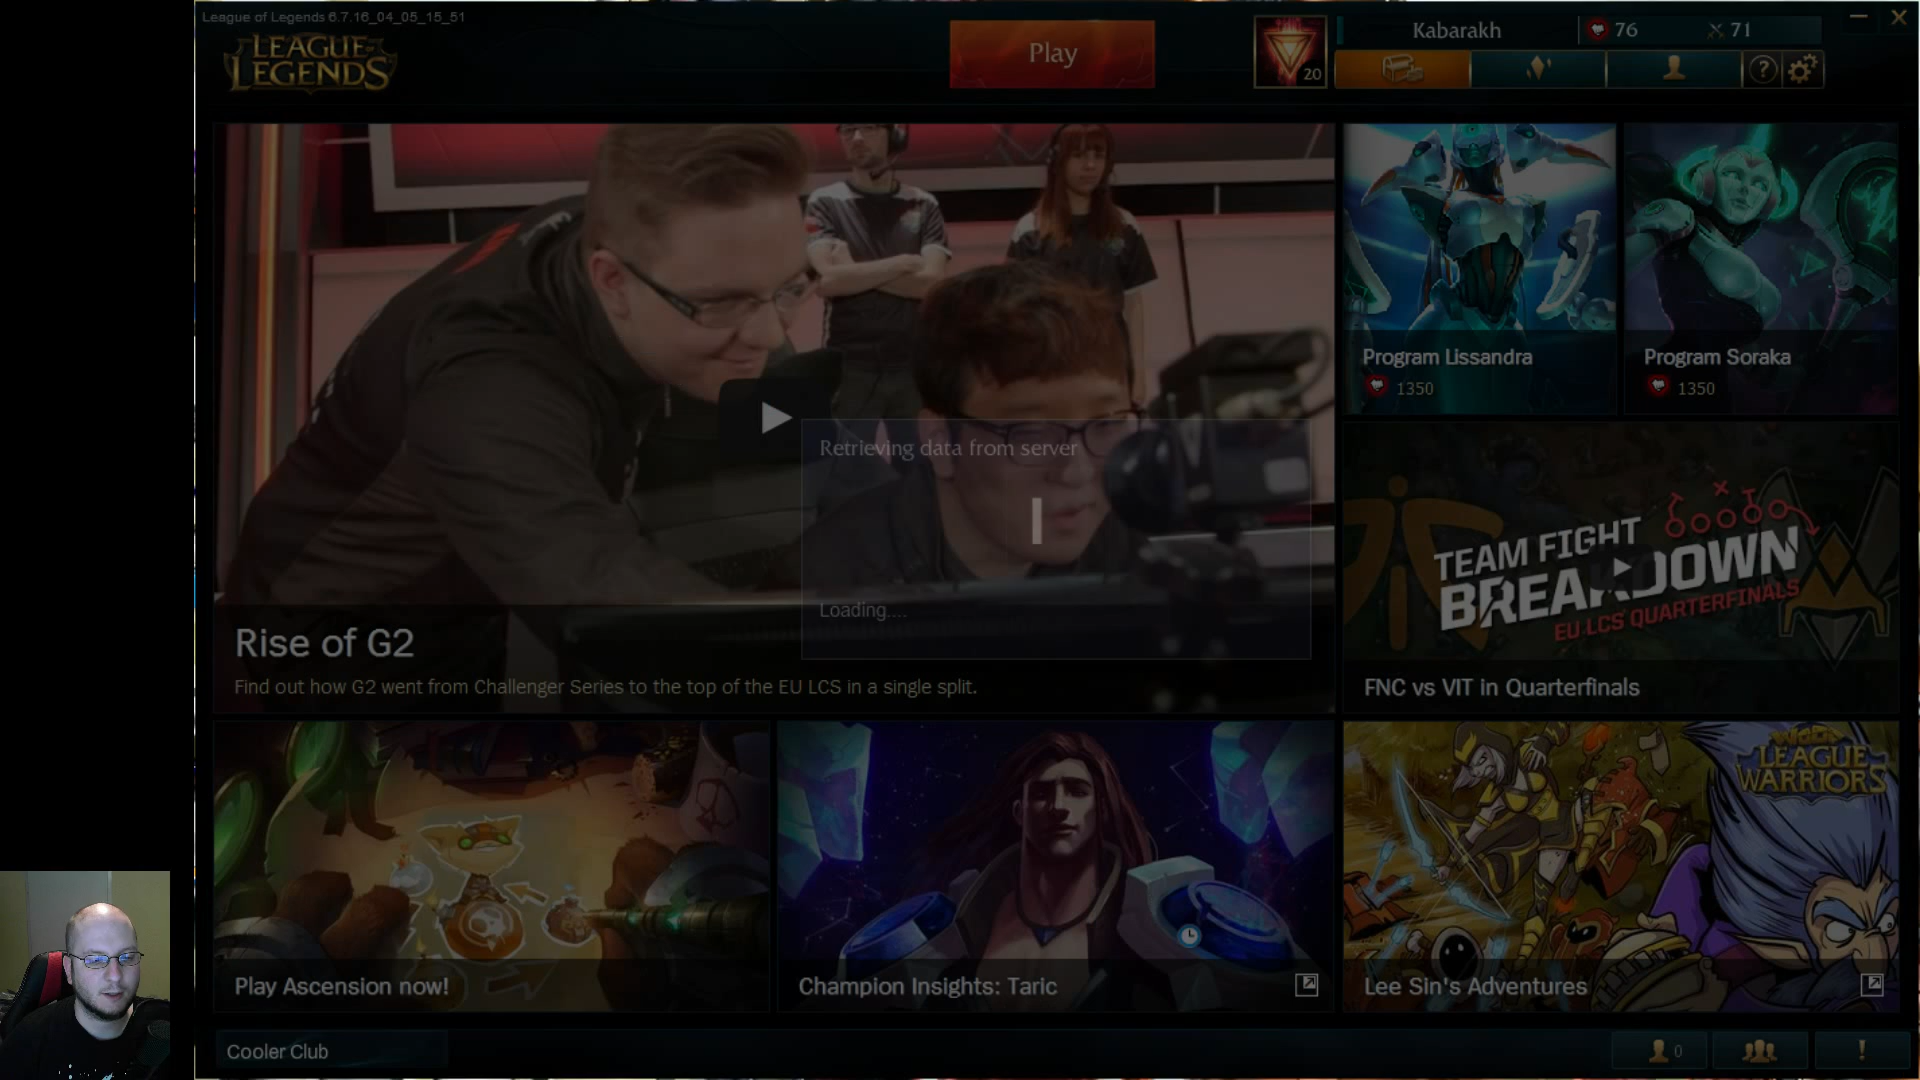 League of Legends 6.7.16_04_05_15_51
LEAGUE OF
LEGENDS
Play
20
Kabarakh
76
71
?
Program Lissandra
1350
Program Soraka
1350
Retrieving data from server
Loading....
Rise of G2
Find out how G2 went from Challenger Series to the top of the EU LCS in a single split.
TEAM FIGHT
BREAKDOWN
EU LCS QUARTERFINALS
FNC vs VIT in Quarterfinals
LEAGUE
WARRIORS
Play Ascension now!
Champion Insights: Taric
Lee Sin's Adventures
Cooler Club
0
!